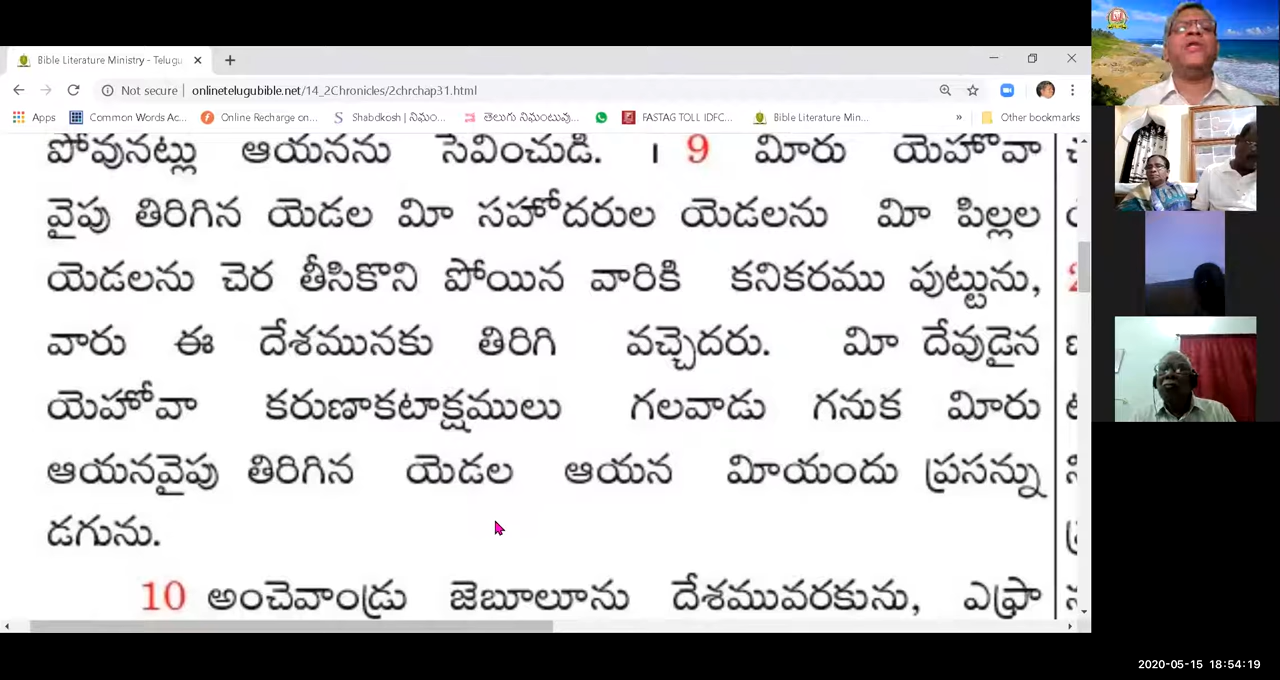 Bible Literature Ministry - Telugu
Not secure | onlinetelugubible.net/14_2Chronicles/2chrchap31.html
Apps Common Words Ac... Online Recharge on... Shabdkosh | నిఘం... తెలుగు నిఘంటువు... FASTAG TOLL IDFC... Bible Literature Min... » Other bookmarks
పోవునట్లు ఆయనను సేవించుడి. । 9 మీరు యెహోవా
వైపు తిరిగిన యెడల మీ సహోదరుల యెడలను మీ పిల్లల
యెడలను చెర తీసికొని పోయిన వారికి కనికరము పుట్టును,
వారు ఈ దేశమునకు తిరిగి వచ్చెదరు. మీ దేవుడైన
యెహోవా కరుణాకటాక్షములు గలవాడు గనుక మీరు
ఆయనవైపు తిరిగిన యెడల ఆయన మీయందు ప్రసన్ను
డగును.
10 అంచెవాండ్రు జెబూలూను దేశమువరకును, ఎఫ్రా
2020-05-15 18:54:19